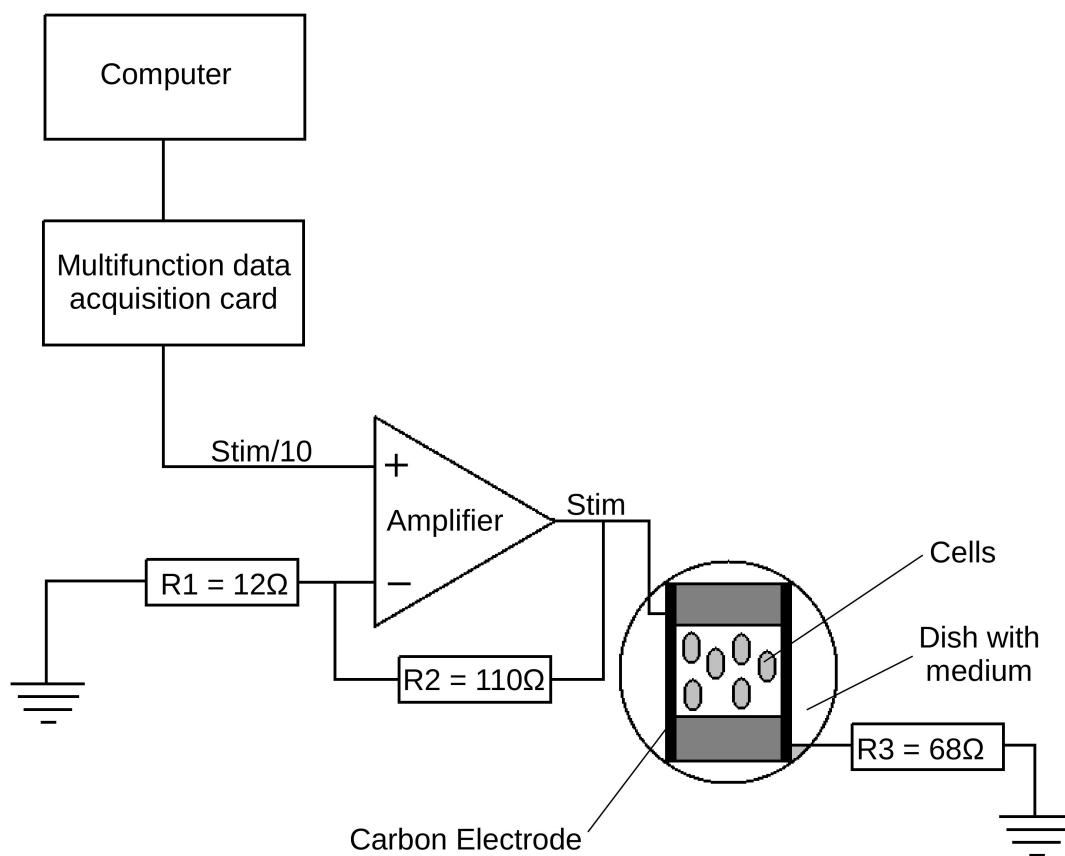 Computer
Multifunction data
acquisition card
Stim/10
+
Amplifier
Stim
−
R1 = 12Ω
R2 = 110Ω
Cells
Dish with
medium
R3 = 68Ω
Carbon Electrode